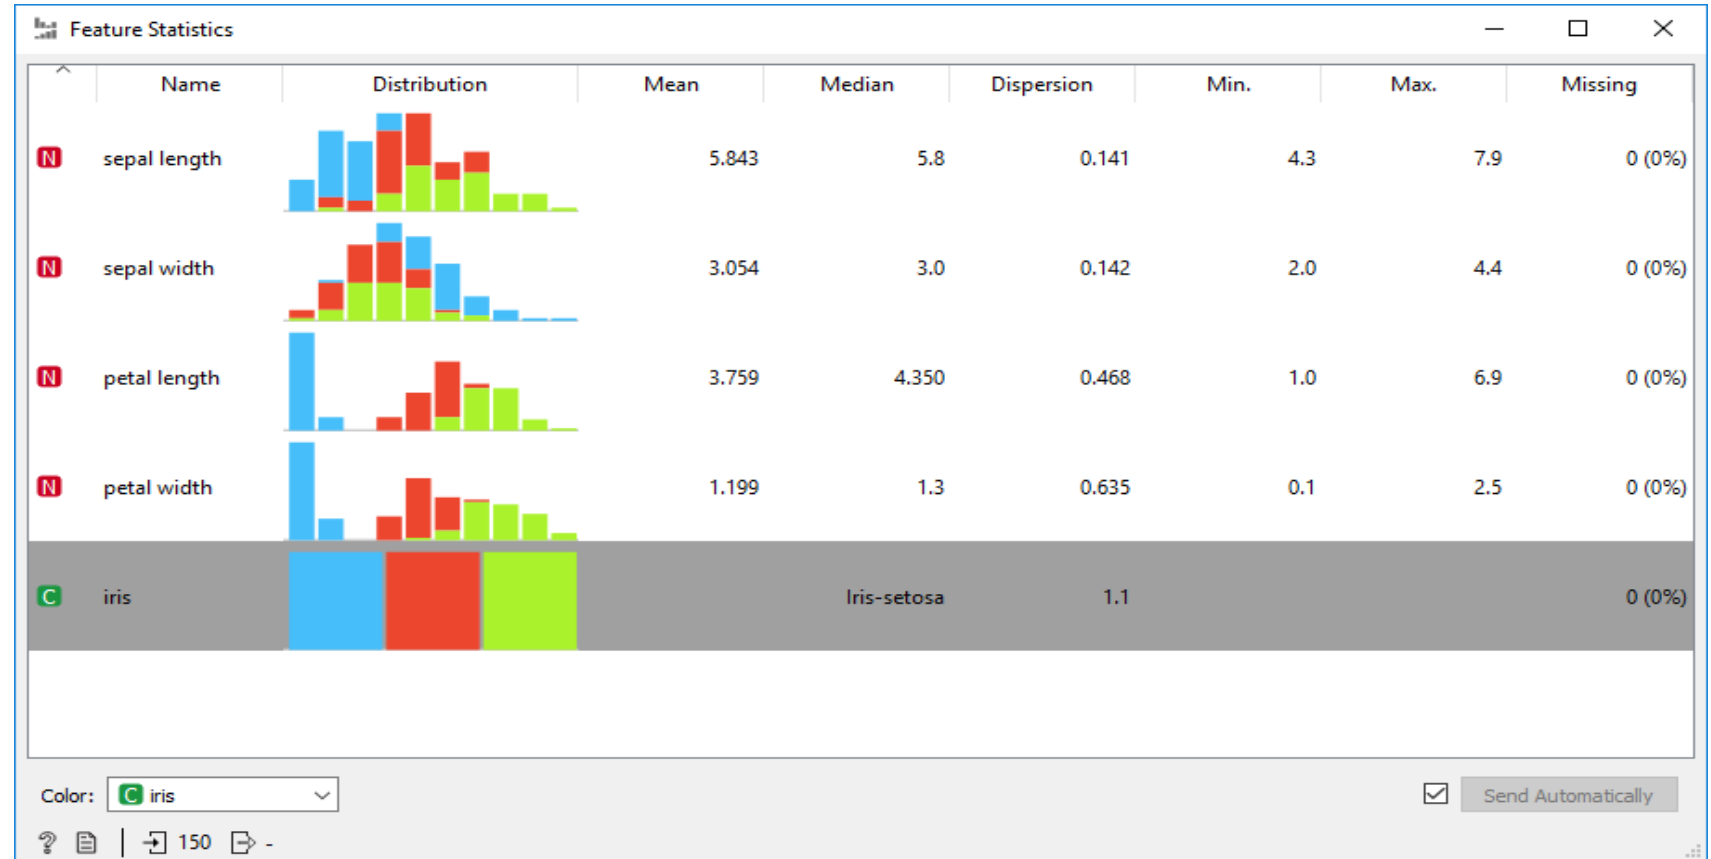 Feature Statistics
Name Distribution Mean Median Dispersion Min. Max. Missing
N sepal length 5.843 5.8 0.141 4.3 7.9 0 (0%)
N sepal width 3.054 3.0 0.142 2.0 4.4 0 (0%)
N petal length 3.759 4.350 0.468 1.0 6.9 0 (0%)
N petal width 1.199 1.3 0.635 0.1 2.5 0 (0%)
C iris Iris-setosa 1.1 0 (0%)
Color: C iris Send Automatically
? 150 -